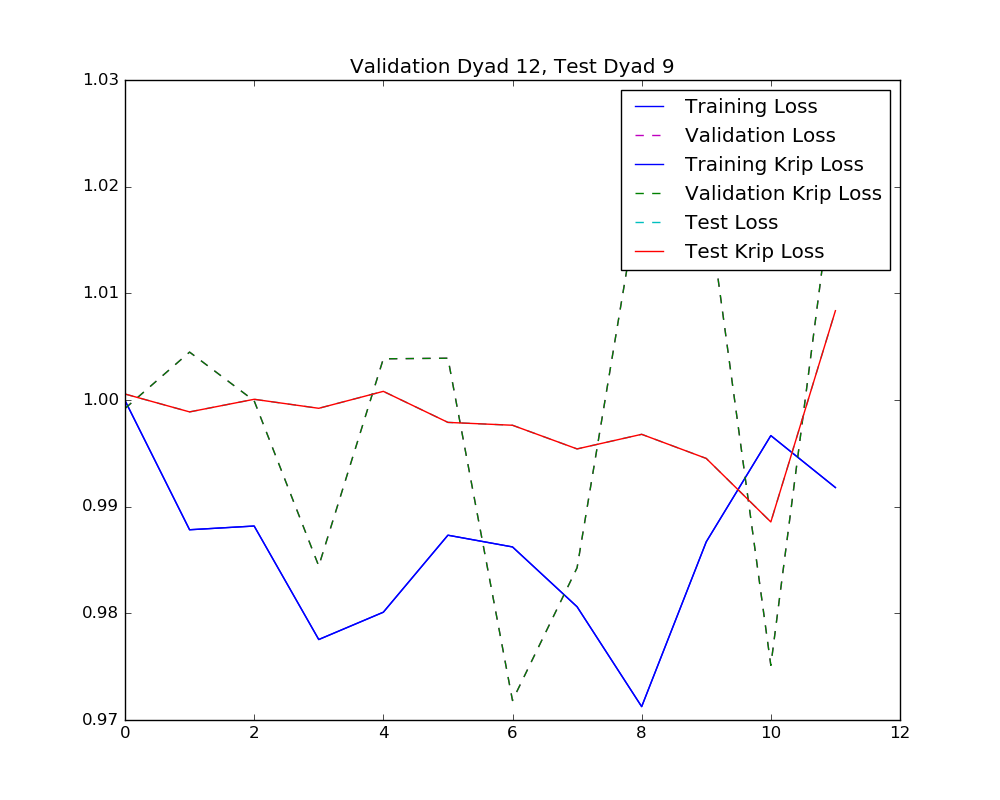 Validation Dyad 12, Test Dyad 9
1.03
1.02
1.01
1.00
0.99
0.98
0.97
0 2 4 6 8 10 12
Training Loss
Validation Loss
Training Krip Loss
Validation Krip Loss
Test Loss
Test Krip Loss